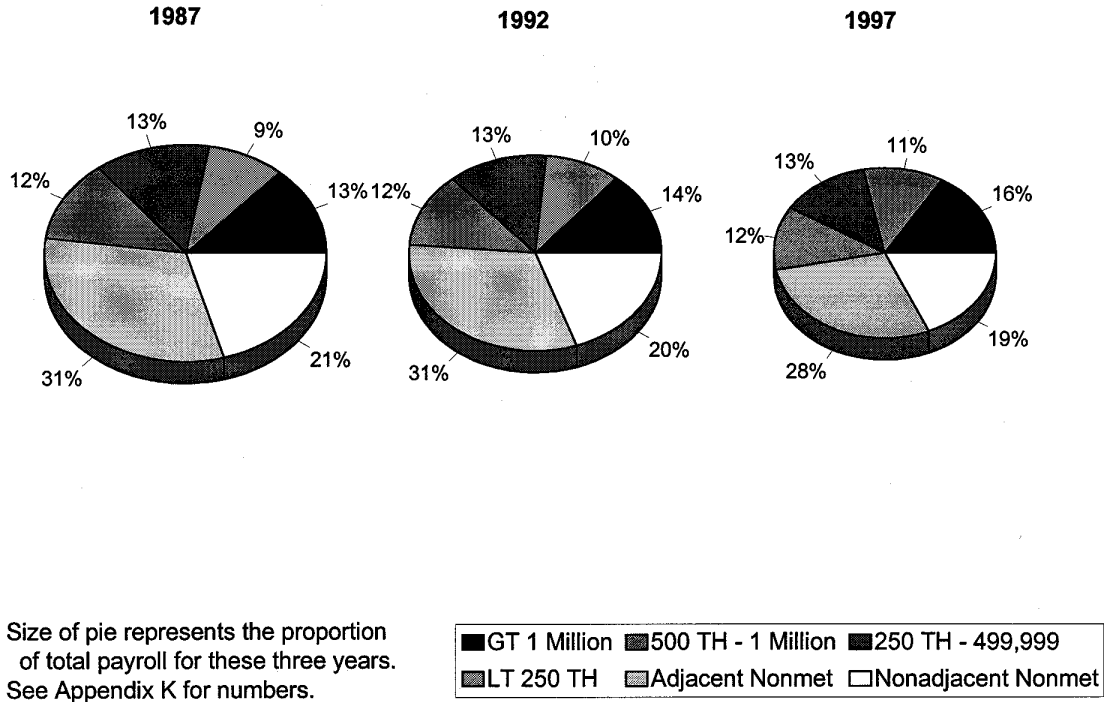 1987 1992 1997
13% 9% 13% 21% 31% 12%
13% 10% 14% 20% 31% 12%
13% 11% 16% 19% 28% 12%
Size of pie represents the proportion
of total payroll for these three years.
See Appendix K for numbers.
GT 1 Million 500 TH - 1 Million 250 TH - 499,999
LT 250 TH Adjacent Nonmet Nonadjacent Nonmet